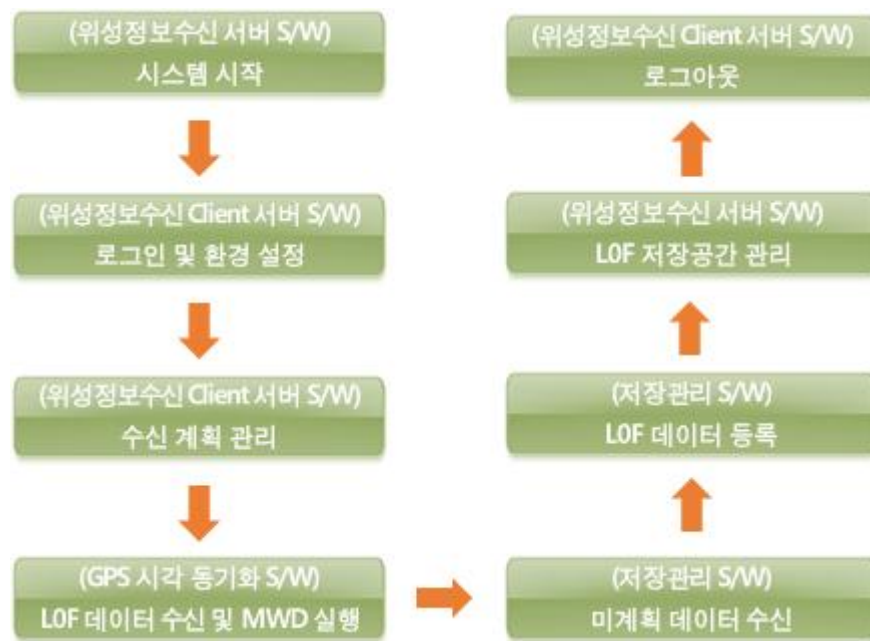 (위성정보수신 서버 S/W)
시스템 시작
(위성정보수신 Client 서버 S/W)
로그인 및 환경 설정
(위성정보수신 Client 서버 S/W)
수신 계획 관리
(GPS 시각 동기화 S/W)
L0F 데이터 수신 및 MWD 실행
(저장관리 S/W)
미계획 데이터 수신
(저장관리 S/W)
L0F 데이터 등록
(위성정보수신 서버 S/W)
L0F 저장공간 관리
(위성정보수신 Client 서버 S/W)
로그아웃